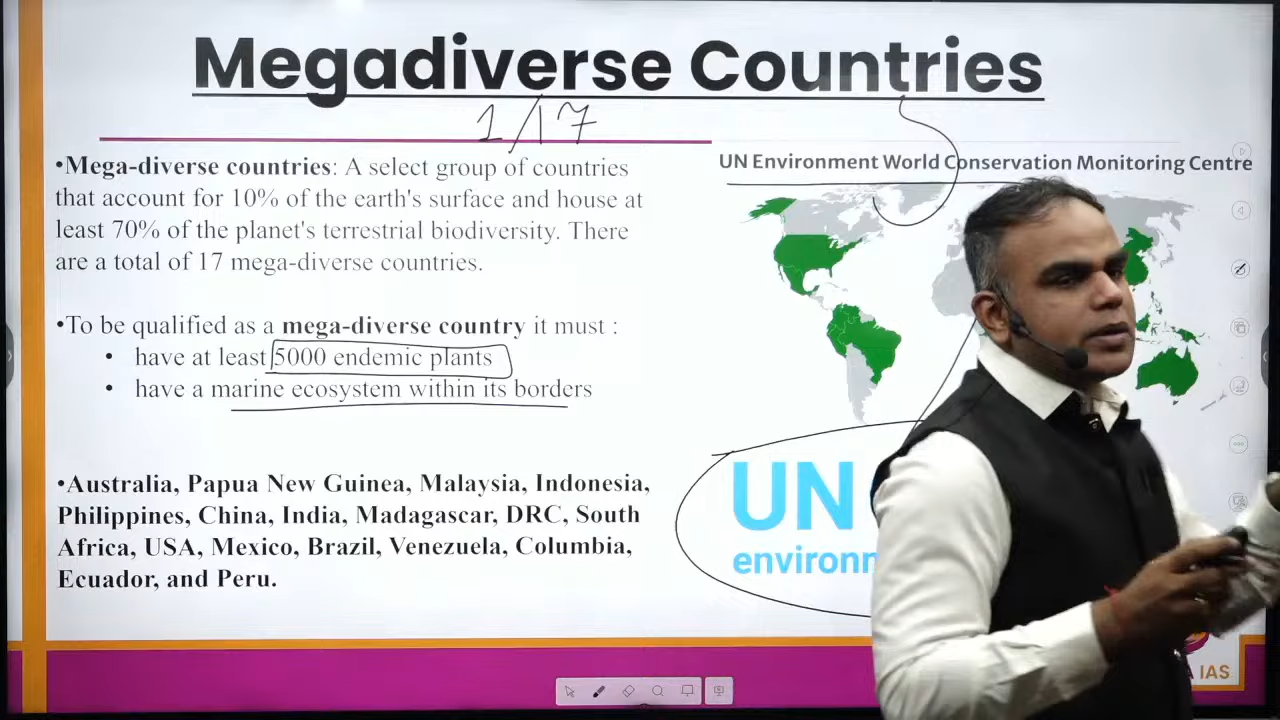 Megadiverse Countries
1/17
•Mega-diverse countries: A select group of countries
that account for 10% of the earth's surface and house at
least 70% of the planet's terrestrial biodiversity. There
are a total of 17 mega-diverse countries.
•To be qualified as a mega-diverse country it must :
• have at least 5000 endemic plants
• have a marine ecosystem within its borders
•Australia, Papua New Guinea, Malaysia, Indonesia,
Philippines, China, India, Madagascar, DRC, South
Africa, USA, Mexico, Brazil, Venezuela, Columbia,
Ecuador, and Peru.
UN Environment World Conservation Monitoring Centre
UN
environm
IAS